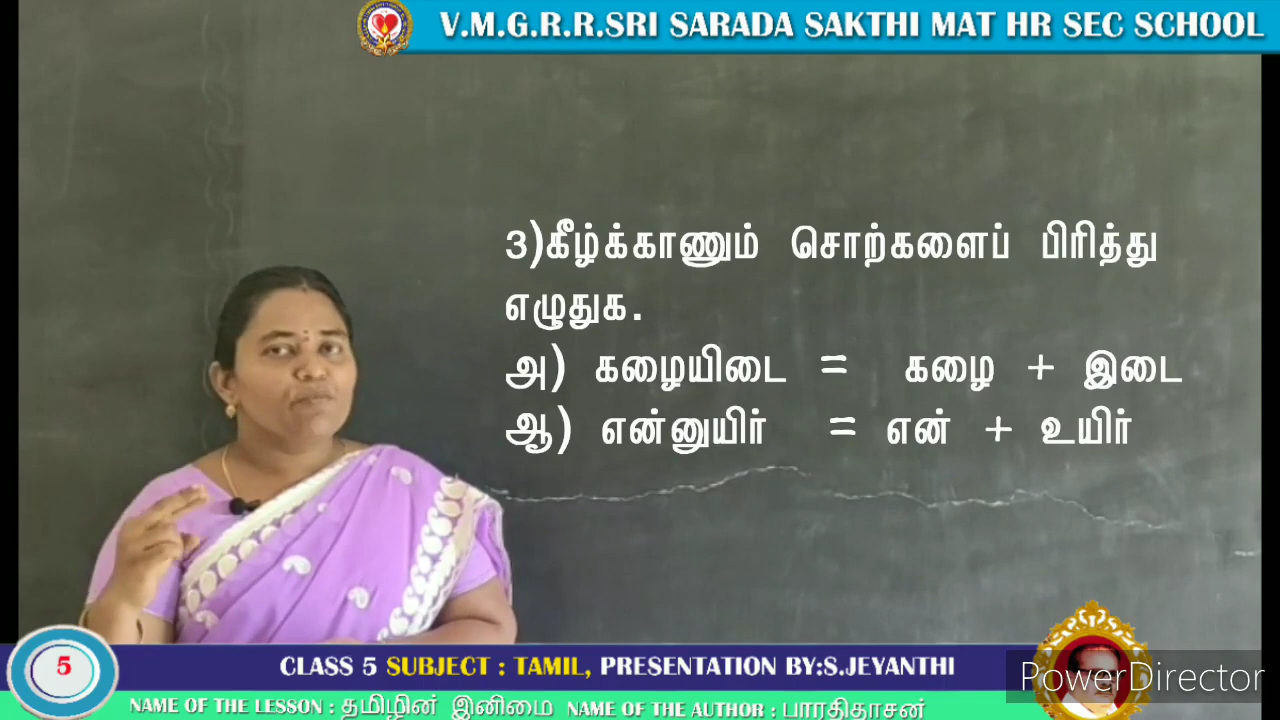 V.M.G.R.R.SRI SARADA SAKTHI MAT HR SEC SCHOOL
3)கீழ்க்காணும் சொற்களைப் பிரித்து
எழுதுக.
அ) கழையிடை = கழை + இடை
ஆ) என்னுயிர் = என் + உயிர்
5
CLASS 5 SUBJECT : TAMIL, PRESENTATION BY:S.JEYANTHI
PowerDirector
NAME OF THE LESSON : தமிழின் இனிமை NAME OF THE AUTHOR : பாரதிதாசன்